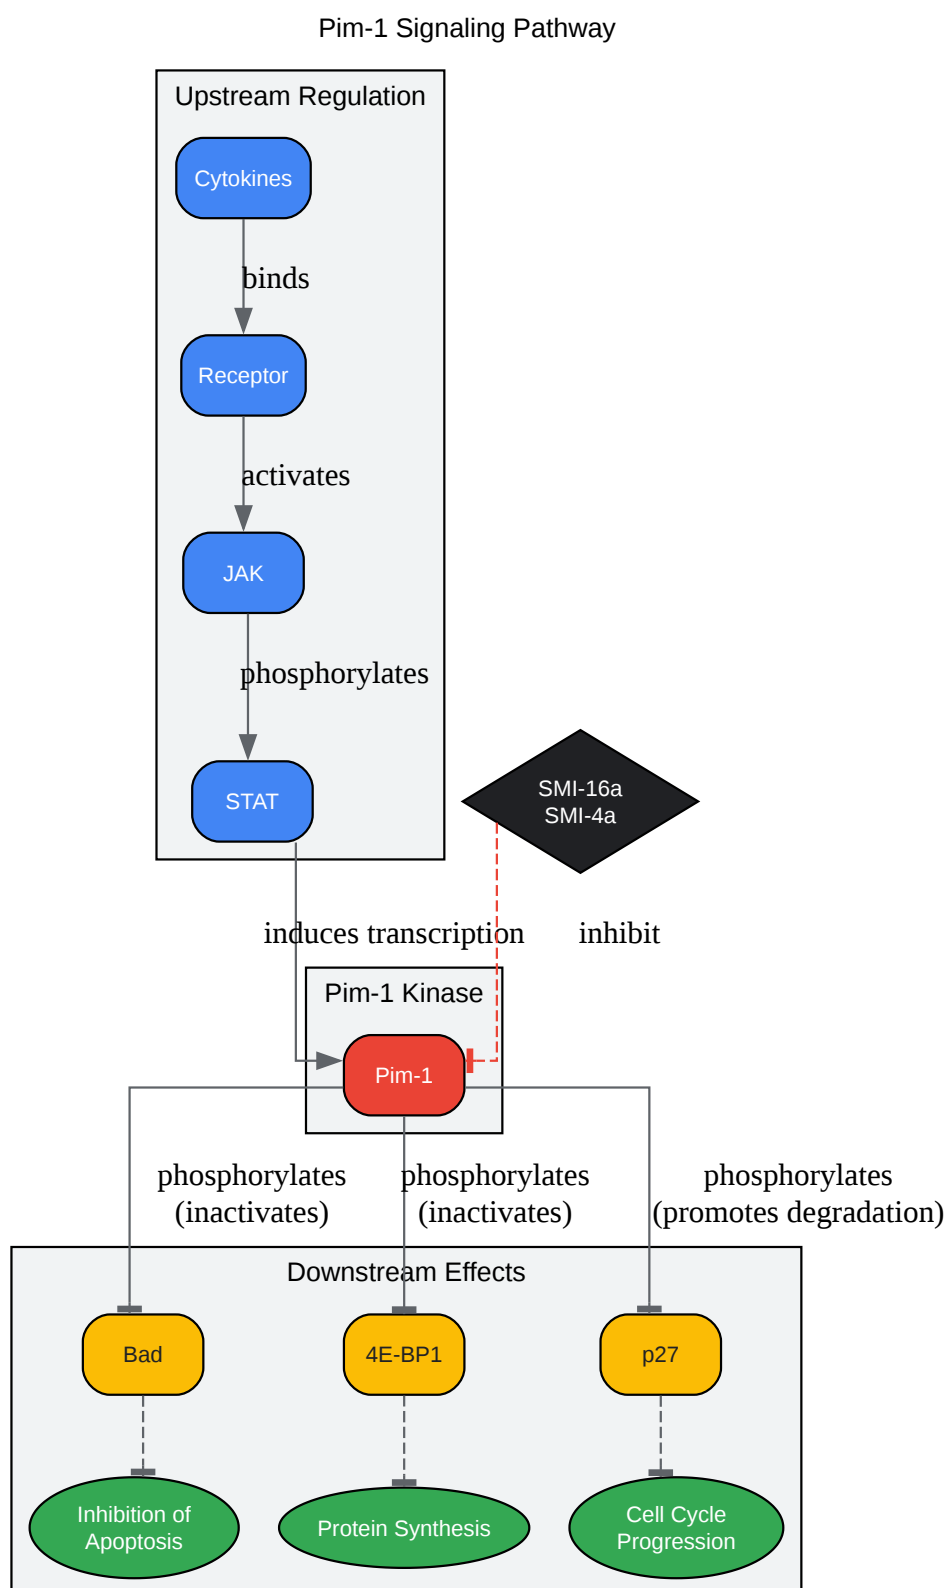 Pim-1 Signaling Pathway
Upstream Regulation
Cytokines
binds
Receptor
activates
JAK
phosphorylates
STAT
SMI-16a
SMI-4a
induces transcription
inhibit
Pim-1 Kinase
Pim-1
phosphorylates
(inactivates)
phosphorylates
(inactivates)
phosphorylates
(promotes degradation)
Downstream Effects
Bad
4E-BP1
p27
Inhibition of
Apoptosis
Protein Synthesis
Cell Cycle
Progression